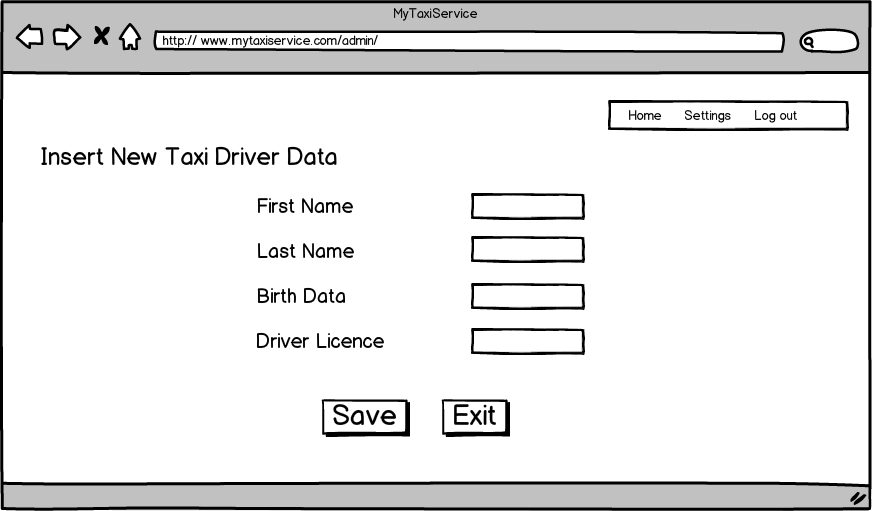 MyTaxiService
http:// www.mytaxiservice.com/admin/
Home Settings Log out
Insert New Taxi Driver Data
First Name
Last Name
Birth Data
Driver Licence
Save Exit